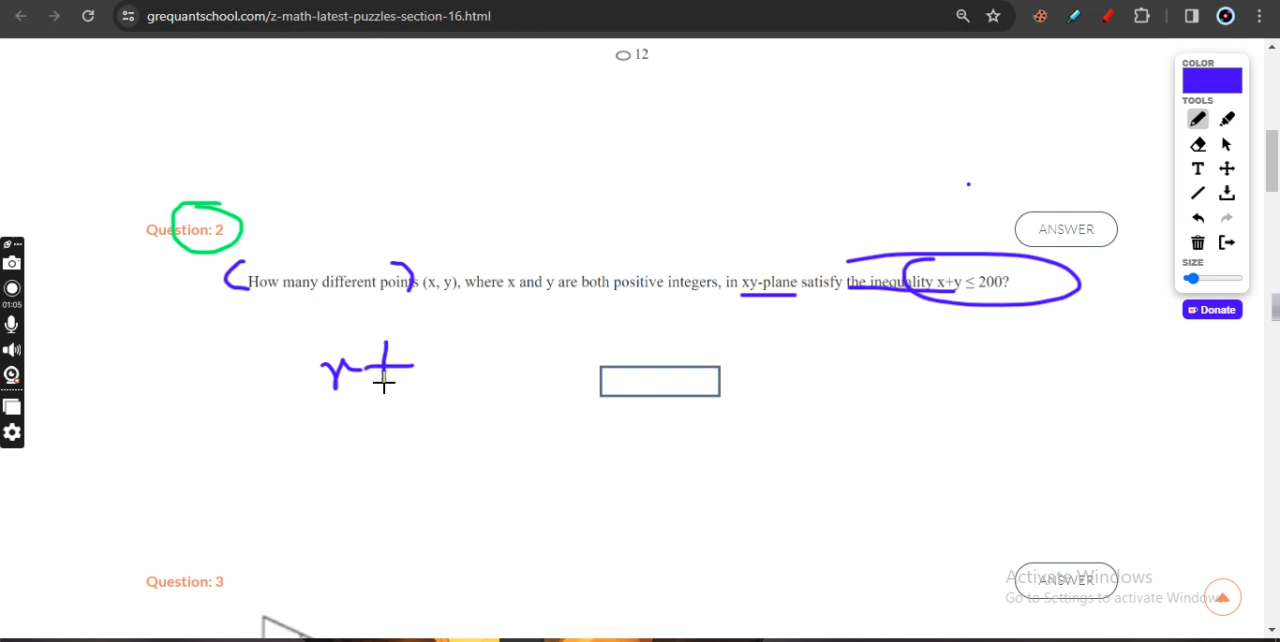 grequantschool.com/z-math-latest-puzzles-section-16.html
12
COLOR
TOOLS
T
SIZE
Donate
Question: 2
ANSWER
How many different points (x, y), where x and y are both positive integers, in xy-plane satisfy the inequality x+y ≤ 200?
x+
01:05
Question: 3
ANSWER
Activate Windows
Go to Settings to activate Windows